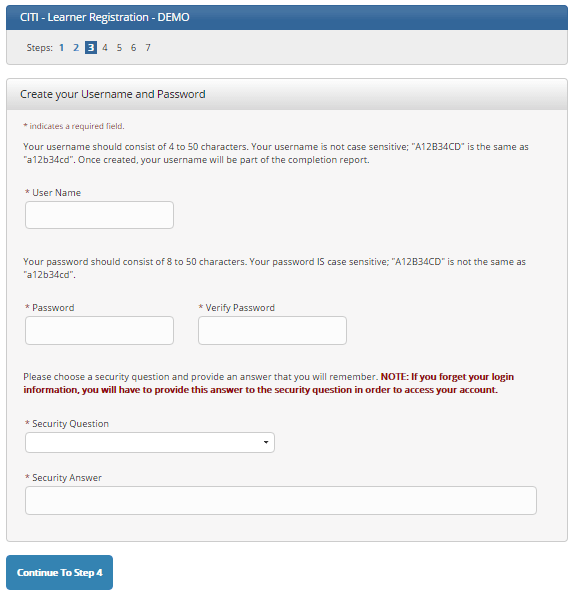 CITI - Learner Registration - DEMO
Steps: 1 2 3 4 5 6 7
Create your Username and Password
* indicates a required field.
Your username should consist of 4 to 50 characters. Your username is not case sensitive; "A12B34CD" is the same as
"a12b34cd". Once created, your username will be part of the completion report.
* User Name
Your password should consist of 8 to 50 characters. Your password IS case sensitive; "A12B34CD" is not the same as
"a12b34cd".
* Password * Verify Password
Please choose a security question and provide an answer that you will remember. NOTE: If you forget your login
information, you will have to provide this answer to the security question in order to access your account.
* Security Question
* Security Answer
Continue To Step 4